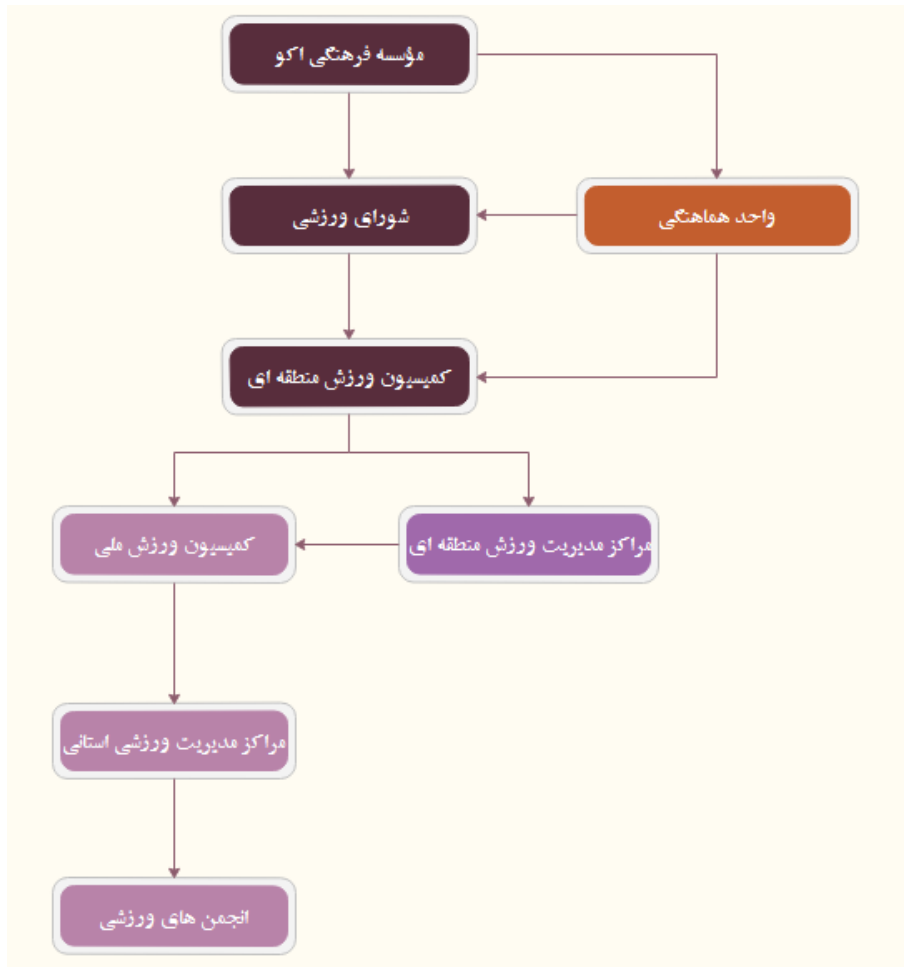 مؤسسه فرهنگی اکو
شورای ورزشی
واحد هماهنگی
کمیسیون ورزش منطقه ای
کمیسیون ورزش ملی
مراکز مدیریت ورزش منطقه ای
مراکز مدیریت ورزشی استانی
انجمن های ورزشی